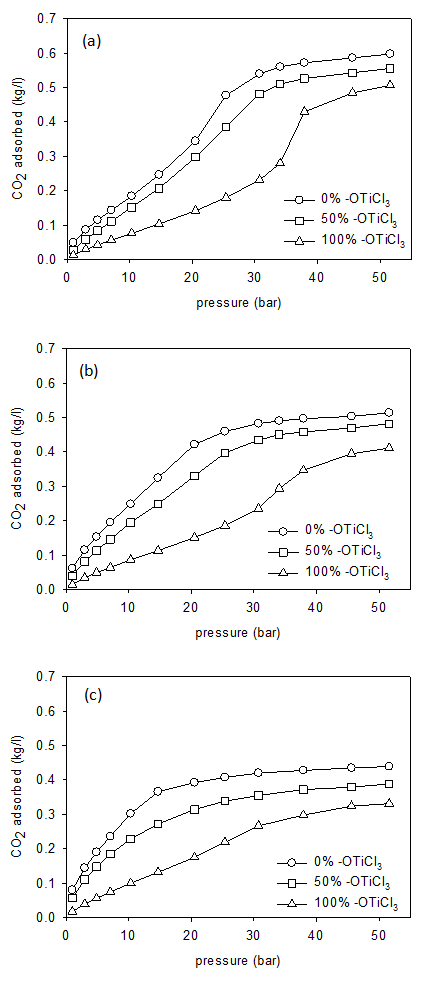 (a)
CO2 adsorbed (kg/l)
0.7
0.6
0.5
0.4
0.3
0.2
0.1
0.0
0% -OTiCl3
50% -OTiCl3
100% -OTiCl3
0 10 20 30 40 50
pressure (bar)
(b)
CO2 adsorbed (kg/l)
0.7
0.6
0.5
0.4
0.3
0.2
0.1
0.0
0% -OTiCl3
50% -OTiCl3
100% -OTiCl3
0 10 20 30 40 50
pressure (bar)
(c)
CO2 adsorbed (kg/l)
0.7
0.6
0.5
0.4
0.3
0.2
0.1
0.0
0% -OTiCl3
50% -OTiCl3
100% -OTiCl3
0 10 20 30 40 50
pressure (bar)